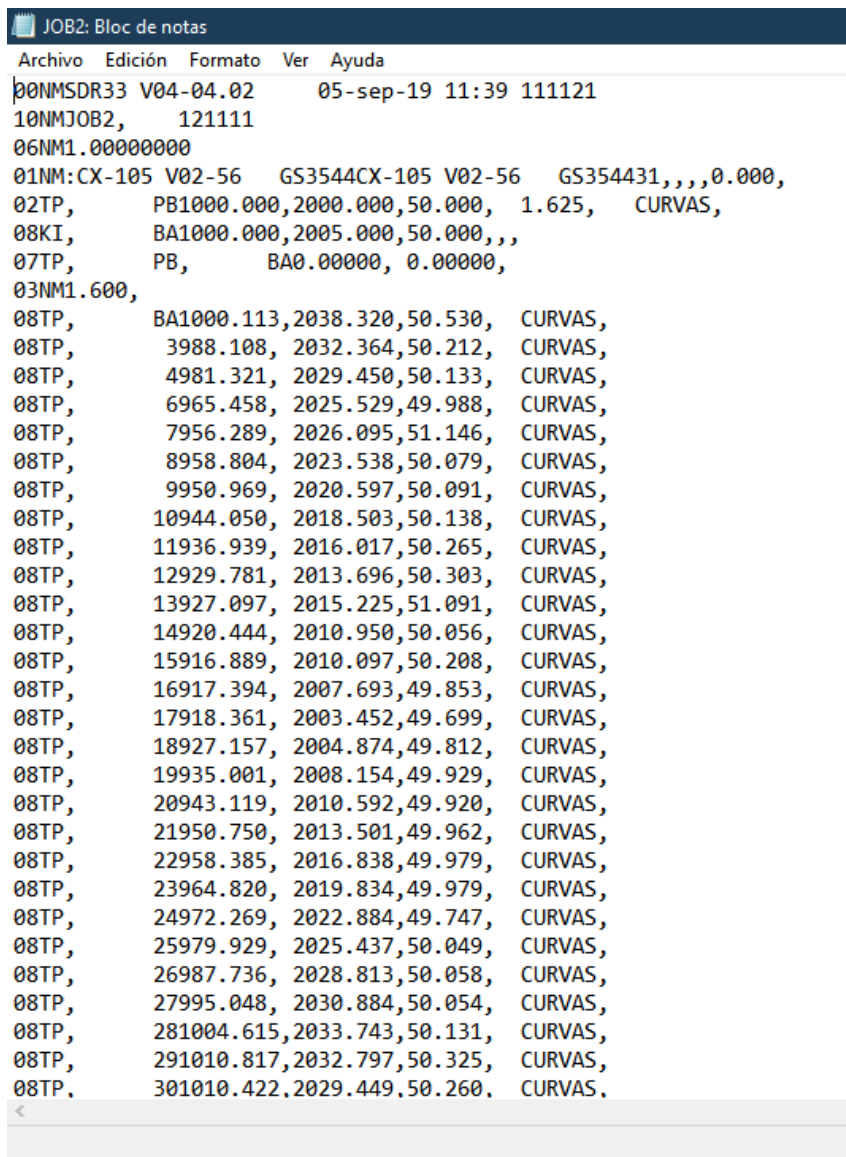 JOB2: Bloc de notas
Archivo Edición Formato Ver Ayuda
00NMSDR33 V04-04.02     05-sep-19 11:39 111121
10NMJOB2,    121111
06NM1.00000000
01NM:CX-105 V02-56   GS3544CX-105 V02-56   GS354431,,,,0.000,
02TP,      PB1000.000,2000.000,50.000,  1.625,   CURVAS,
08KI,      BA1000.000,2005.000,50.000,,,
07TP,      PB,      BA0.00000, 0.00000,
03NM1.600,
08TP,      BA1000.113,2038.320,50.530,  CURVAS,
08TP,       3988.108, 2032.364,50.212,  CURVAS,
08TP,       4981.321, 2029.450,50.133,  CURVAS,
08TP,       6965.458, 2025.529,49.988,  CURVAS,
08TP,       7956.289, 2026.095,51.146,  CURVAS,
08TP,       8958.804, 2023.538,50.079,  CURVAS,
08TP,       9950.969, 2020.597,50.091,  CURVAS,
08TP,      10944.050, 2018.503,50.138,  CURVAS,
08TP,      11936.939, 2016.017,50.265,  CURVAS,
08TP,      12929.781, 2013.696,50.303,  CURVAS,
08TP,      13927.097, 2015.225,51.091,  CURVAS,
08TP,      14920.444, 2010.950,50.056,  CURVAS,
08TP,      15916.889, 2010.097,50.208,  CURVAS,
08TP,      16917.394, 2007.693,49.853,  CURVAS,
08TP,      17918.361, 2003.452,49.699,  CURVAS,
08TP,      18927.157, 2004.874,49.812,  CURVAS,
08TP,      19935.001, 2008.154,49.929,  CURVAS,
08TP,      20943.119, 2010.592,49.920,  CURVAS,
08TP,      21950.750, 2013.501,49.962,  CURVAS,
08TP,      22958.385, 2016.838,49.979,  CURVAS,
08TP,      23964.820, 2019.834,49.979,  CURVAS,
08TP,      24972.269, 2022.884,49.747,  CURVAS,
08TP,      25979.929, 2025.437,50.049,  CURVAS,
08TP,      26987.736, 2028.813,50.058,  CURVAS,
08TP,      27995.048, 2030.884,50.054,  CURVAS,
08TP,      281004.615,2033.743,50.131,  CURVAS,
08TP,      291010.817,2032.797,50.325,  CURVAS,
08TP,      301010.422,2029.449,50.260,  CURVAS,